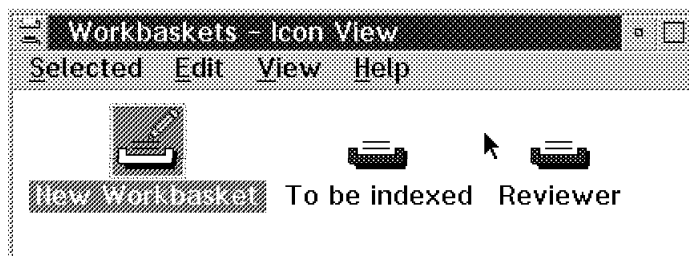 Workbaskets - Icon View
Selected Edit View Help
New Workbasket To be indexed Reviewer